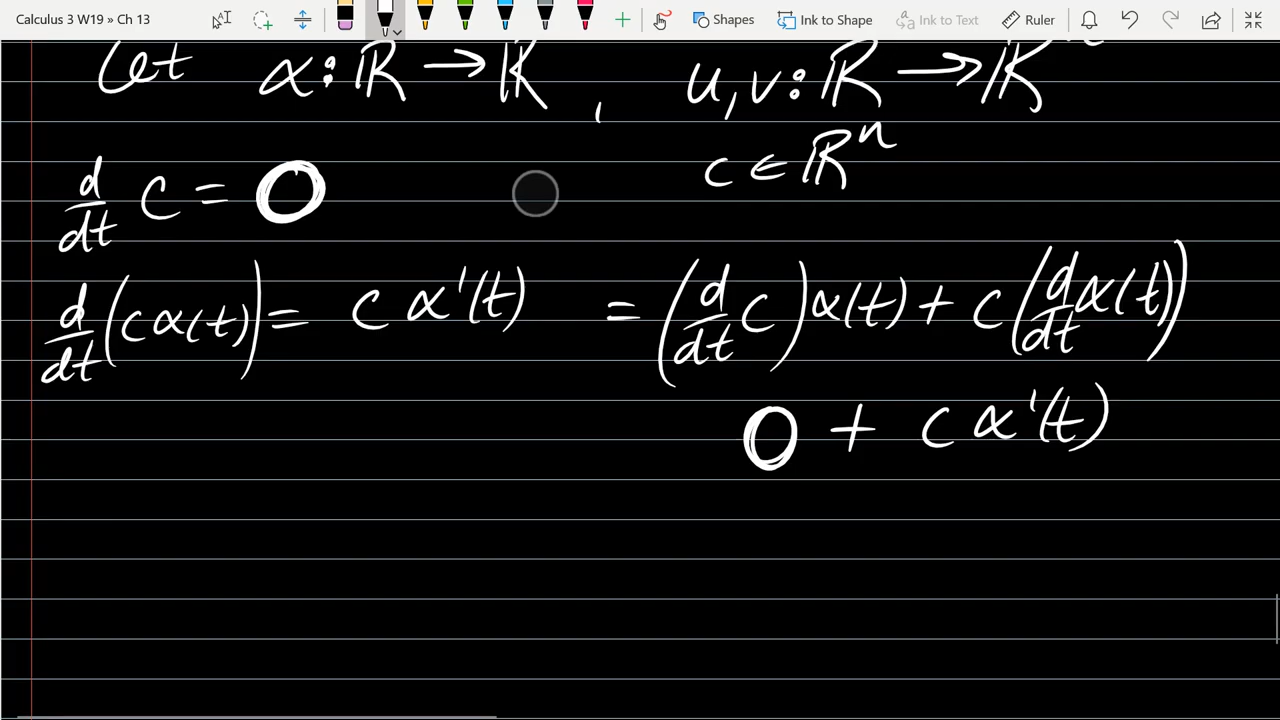 Calculus 3 W19 » Ch 13 Shapes Ink to Shape Ink to Text Ruler
Let α: ℝ → ℝ , u, v: ℝ → ℝⁿ
c ∈ ℝⁿ
d/dt c = 0
d/dt (c α(t)) = c α'(t) = (d/dt c) α(t) + c (d/dt α(t))
0 + c α'(t)